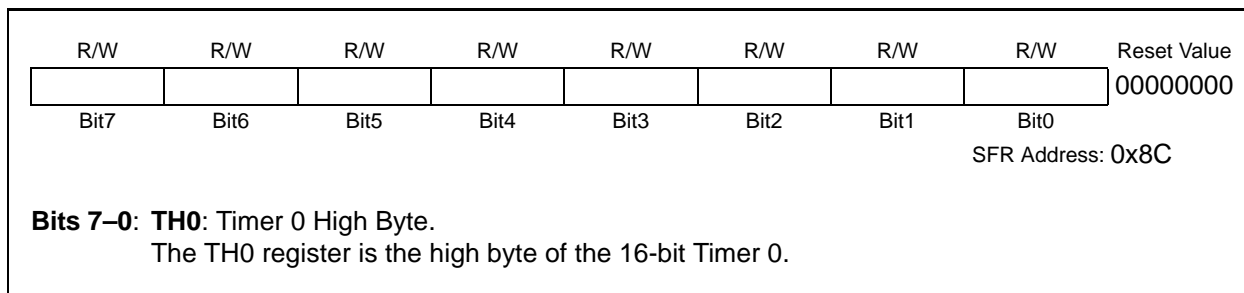 R/W R/W R/W R/W R/W R/W R/W R/W Reset Value
00000000
Bit7 Bit6 Bit5 Bit4 Bit3 Bit2 Bit1 Bit0
SFR Address: 0x8C
Bits 7–0: TH0: Timer 0 High Byte.
The TH0 register is the high byte of the 16-bit Timer 0.